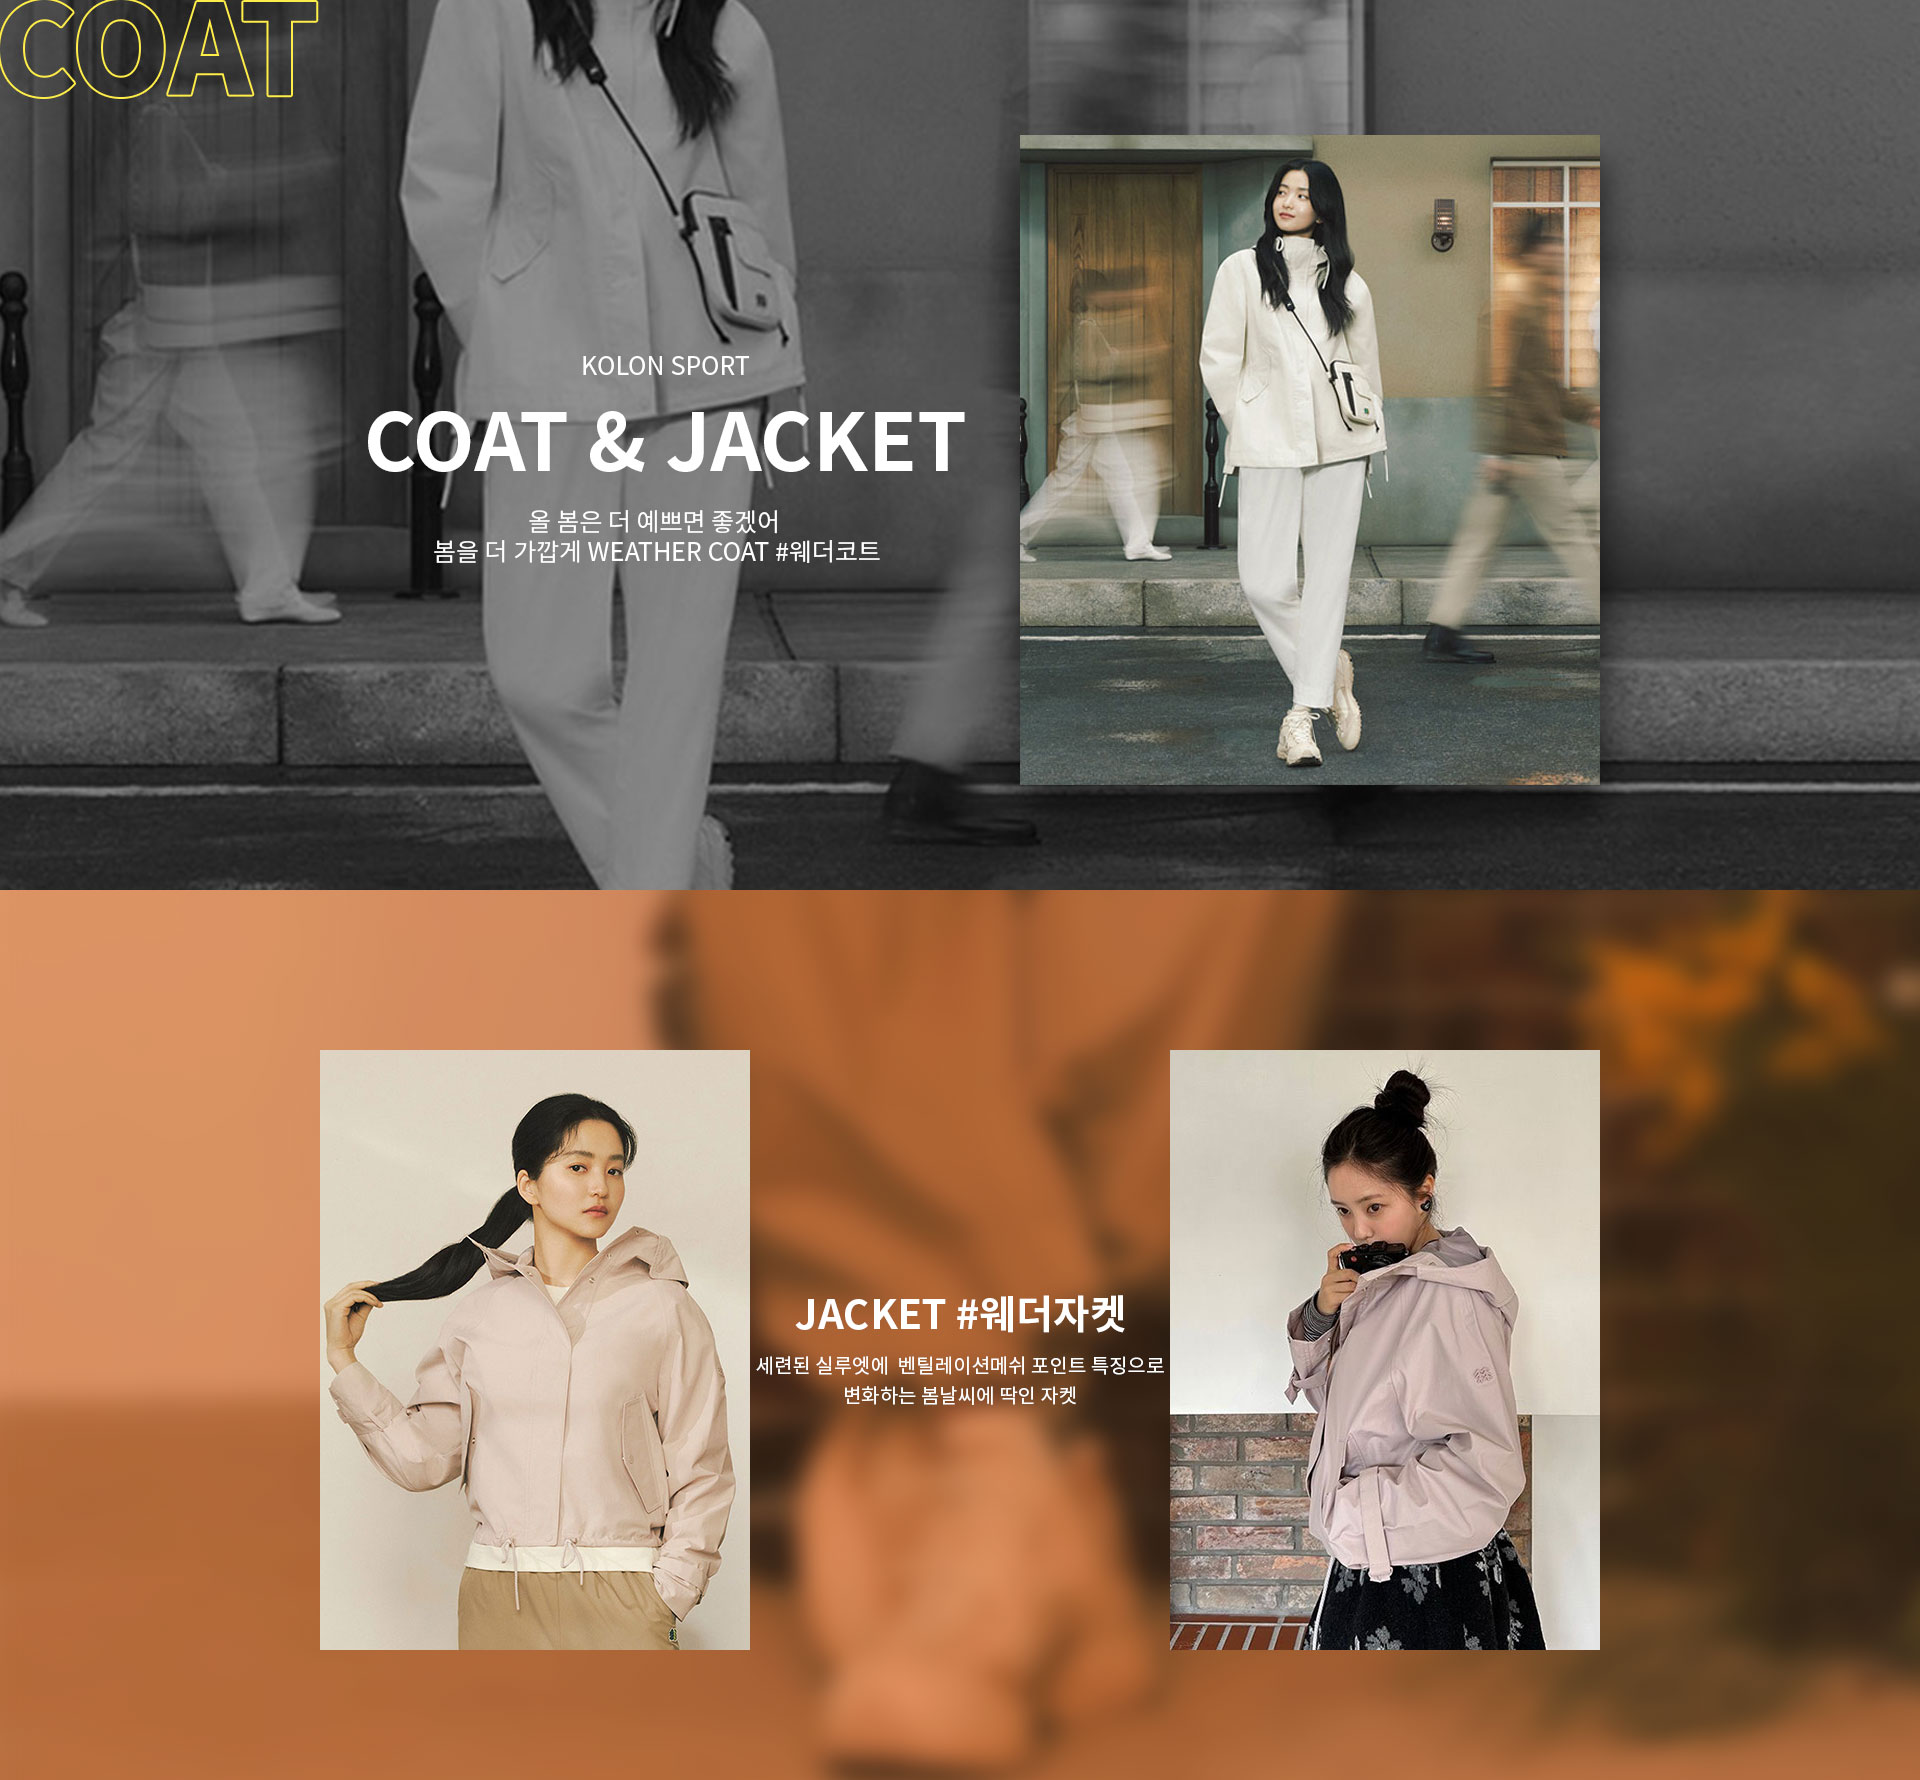 COAT
KOLON SPORT
COAT & JACKET
올 봄은 더 예쁘면 좋겠어
봄을 더 가깝게 WEATHER COAT #웨더코트
JACKET #웨더자켓
세련된 실루엣에 벤틸레이션메쉬 포인트 특징으로
변화하는 봄날씨에 딱인 자켓